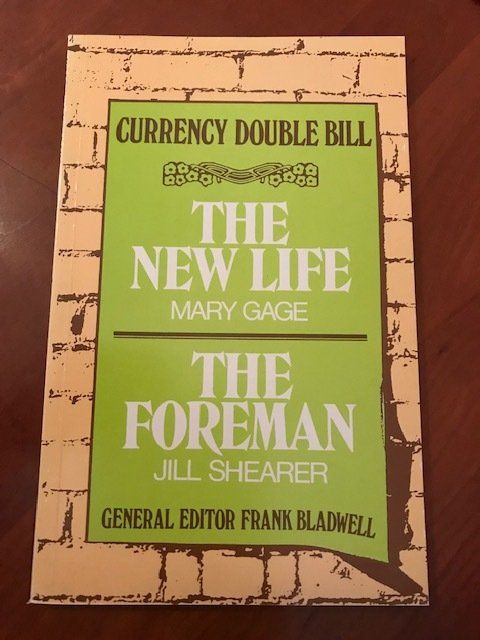 CURRENCY DOUBLE BILL
THE
NEW LIFE
MARY GAGE
THE
FOREMAN
JILL SHEARER
GENERAL EDITOR FRANK BLADWELL